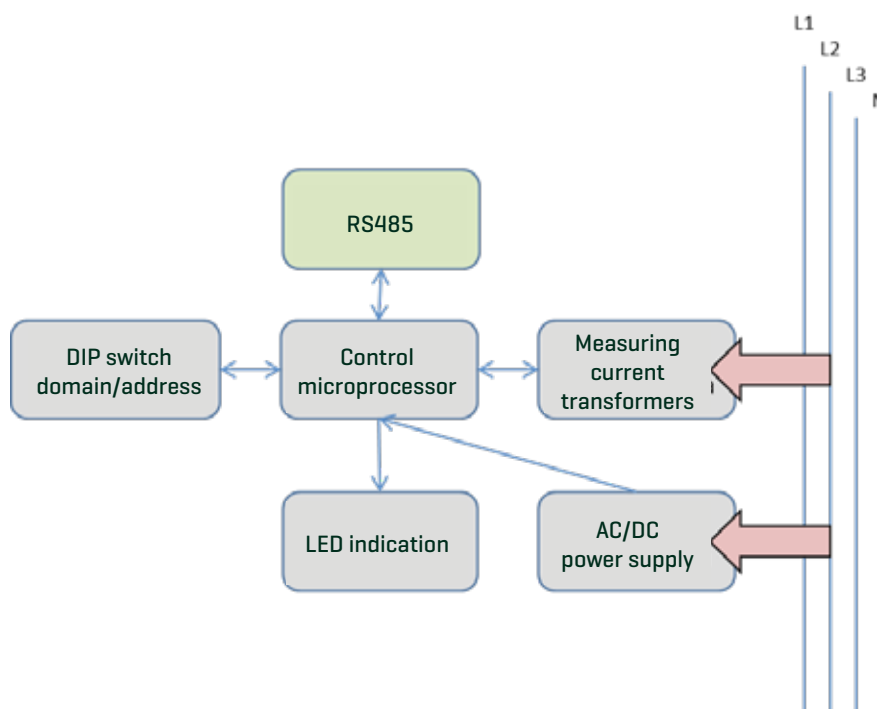 L1
L2
L3
RS485
DIP switch
domain/address
Control
microprocessor
Measuring
current
transformers
LED indication
AC/DC
power supply